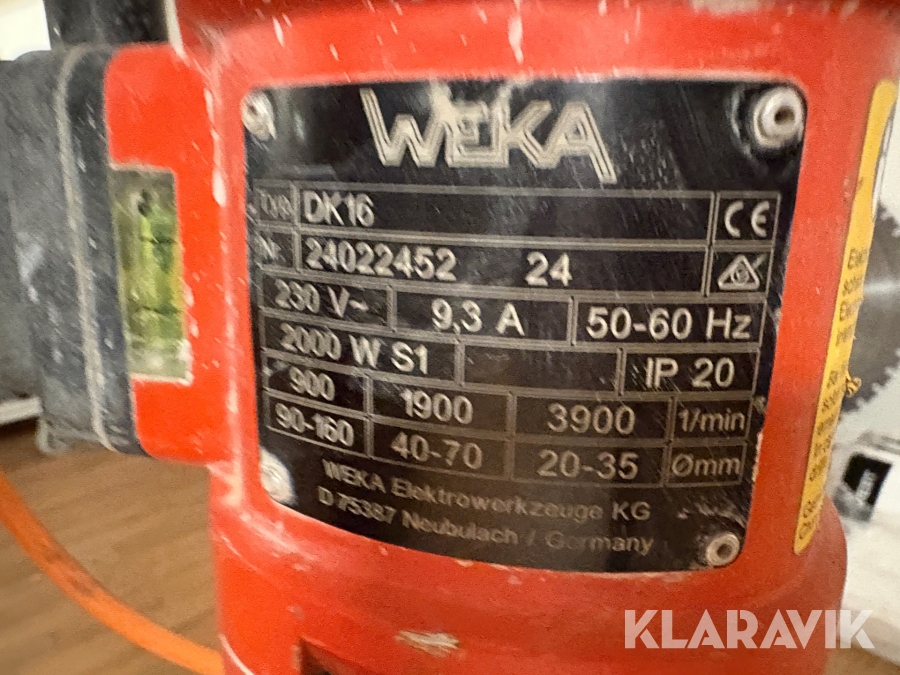 WEKA
Typ DK16 CE
Nr. 24022452 24
230 V~ 9,3 A 50-60 Hz
2000 W S1 IP 20
900 1900 3900 1/min
90-160 40-70 20-35 Ømm
WEKA Elektrowerkzeuge KG
D 75387 Neubulach / Germany
KLARAVIK